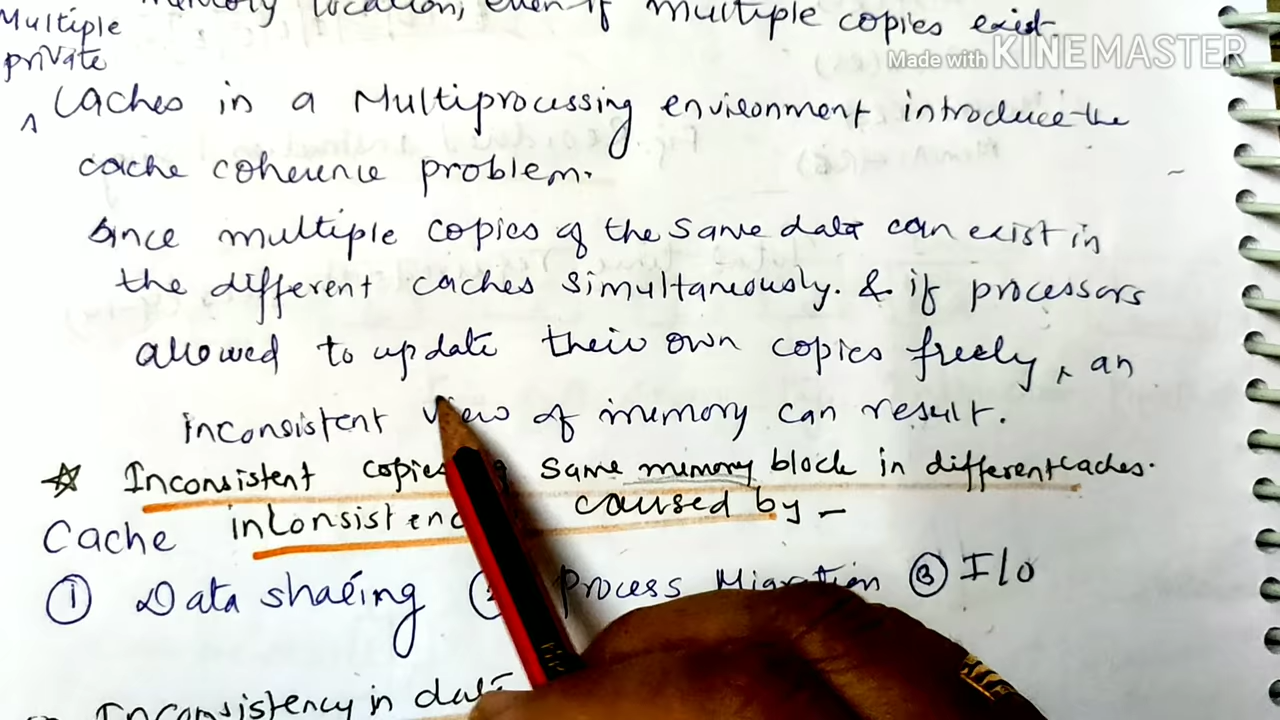 memory location, even if multiple copies exist.
Made with KINEMASTER
Multiple
private
^ Caches in a Multiprocessing environment introduce the
cache coherence problem.
Since multiple copies of the same data can exist in
the different caches simultaneously. & if processors
allowed to update their own copies freely, an
inconsistent view of memory can result.
☆ Inconsistent copies same memory block in different caches.
Cache caused by –
① Data sharing Process Migration ③ I/O
Inconsistency in data